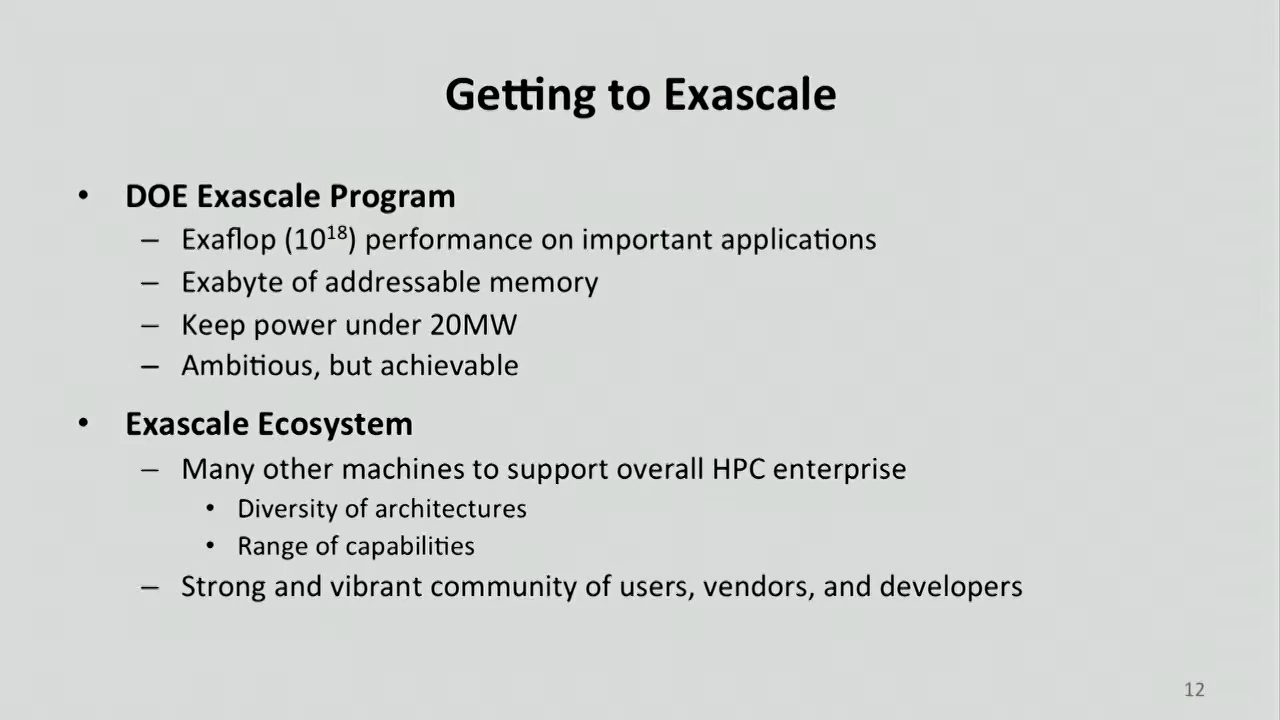 Getting to Exascale
• DOE Exascale Program
– Exaflop (10¹⁸) performance on important applications
– Exabyte of addressable memory
– Keep power under 20MW
– Ambitious, but achievable
• Exascale Ecosystem
– Many other machines to support overall HPC enterprise
• Diversity of architectures
• Range of capabilities
– Strong and vibrant community of users, vendors, and developers
12